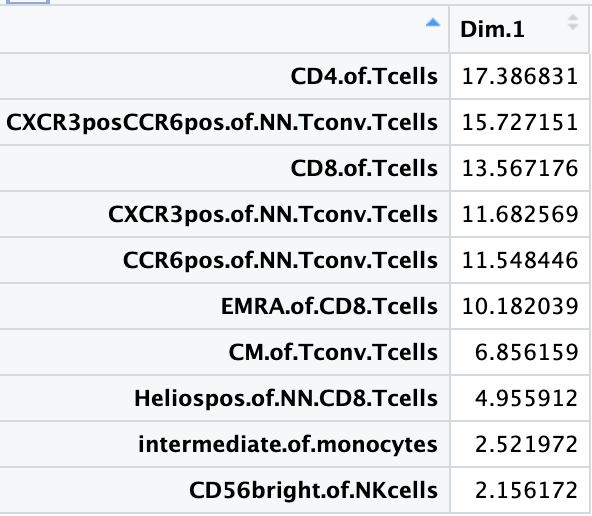 Dim.1
CD4.of.Tcells 17.386831
CXCR3posCCR6pos.of.NN.Tconv.Tcells 15.727151
CD8.of.Tcells 13.567176
CXCR3pos.of.NN.Tconv.Tcells 11.682569
CCR6pos.of.NN.Tconv.Tcells 11.548446
EMRA.of.CD8.Tcells 10.182039
CM.of.Tconv.Tcells 6.856159
Heliospos.of.NN.CD8.Tcells 4.955912
intermediate.of.monocytes 2.521972
CD56bright.of.NKcells 2.156172